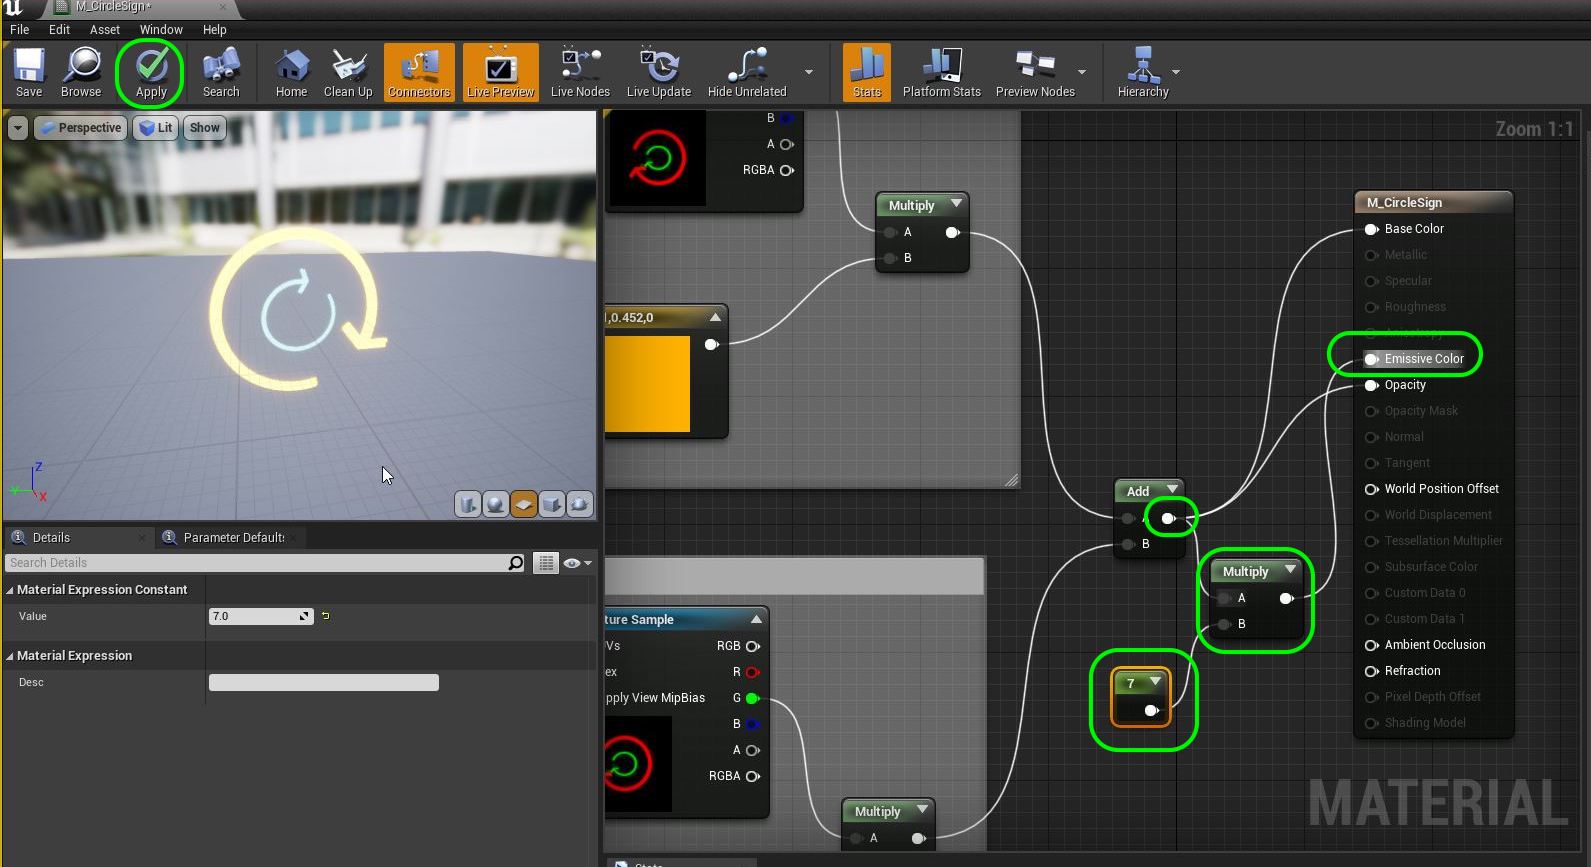 M_CircleSign*
File Edit Asset Window Help
Save Browse Apply Search Home Clean Up Connectors Live Preview Live Nodes Live Update Hide Unrelated Stats Platform Stats Preview Nodes Hierarchy
Perspective Lit Show
Zoom 1:1
B
A
RGBA
Multiply
A
B
1,0.452,0
M_CircleSign
Base Color
Metallic
Specular
Roughness
Anisotropy
Emissive Color
Opacity
Opacity Mask
Normal
Tangent
World Position Offset
World Displacement
Tessellation Multiplier
Subsurface Color
Custom Data 0
Custom Data 1
Ambient Occlusion
Refraction
Pixel Depth Offset
Shading Model
Add
A
B
Multiply
A
B
7
Z
Y
X
Details
Parameter Defaults
Search Details
Material Expression Constant
Value 7.0
Material Expression
Desc
ture Sample
Vs RGB
ex R
pply View MipBias G
B
A
RGBA
Multiply
A
Stats
MATERIAL